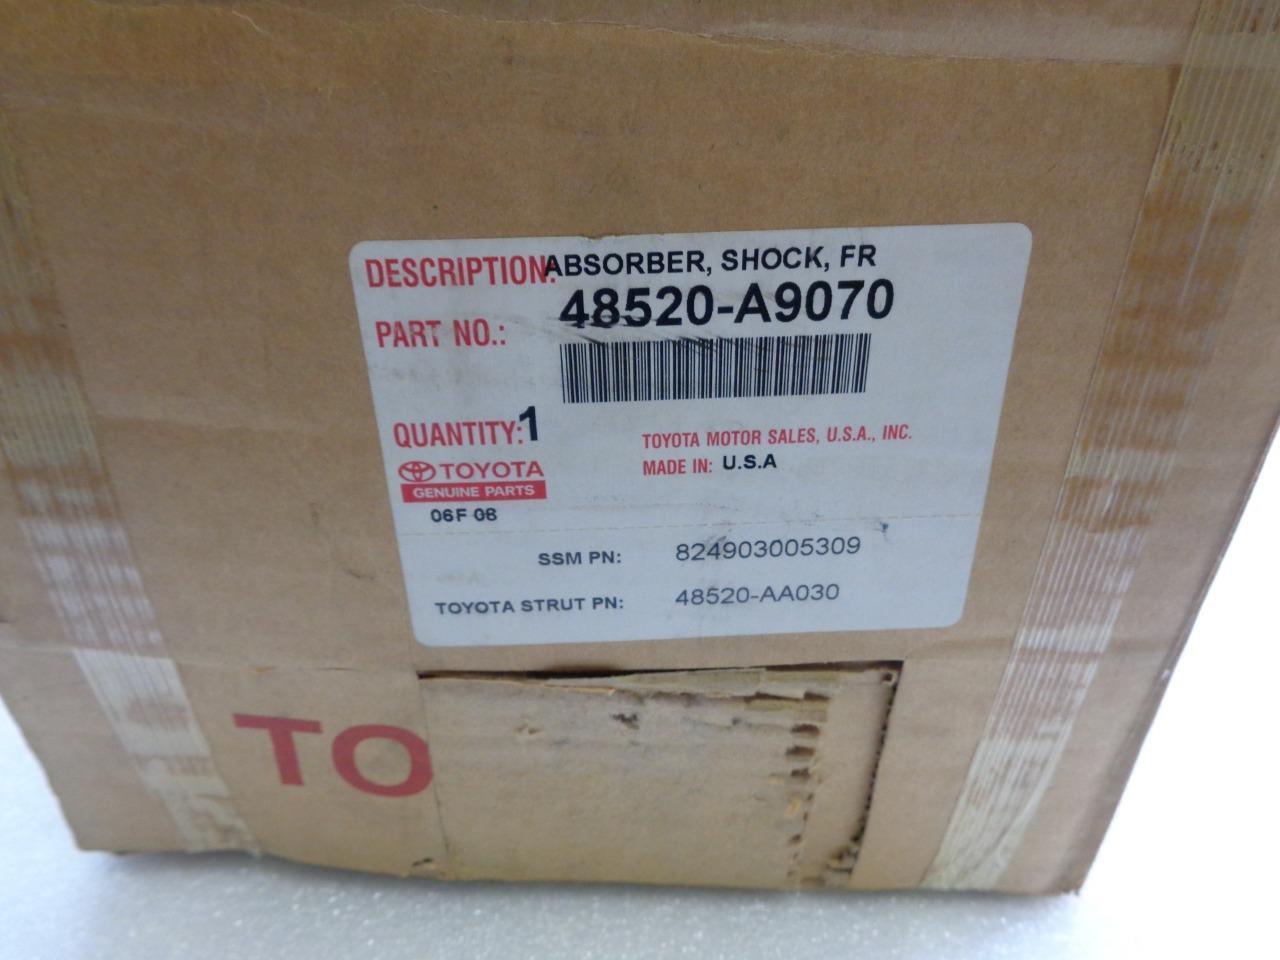 DESCRIPTION: ABSORBER, SHOCK, FR
PART NO.: 48520-A9070
QUANTITY: 1
TOYOTA MOTOR SALES, U.S.A., INC.
MADE IN: U.S.A
TOYOTA
GENUINE PARTS
06F 08
SSM PN: 824903005309
TOYOTA STRUT PN: 48520-AA030
TO